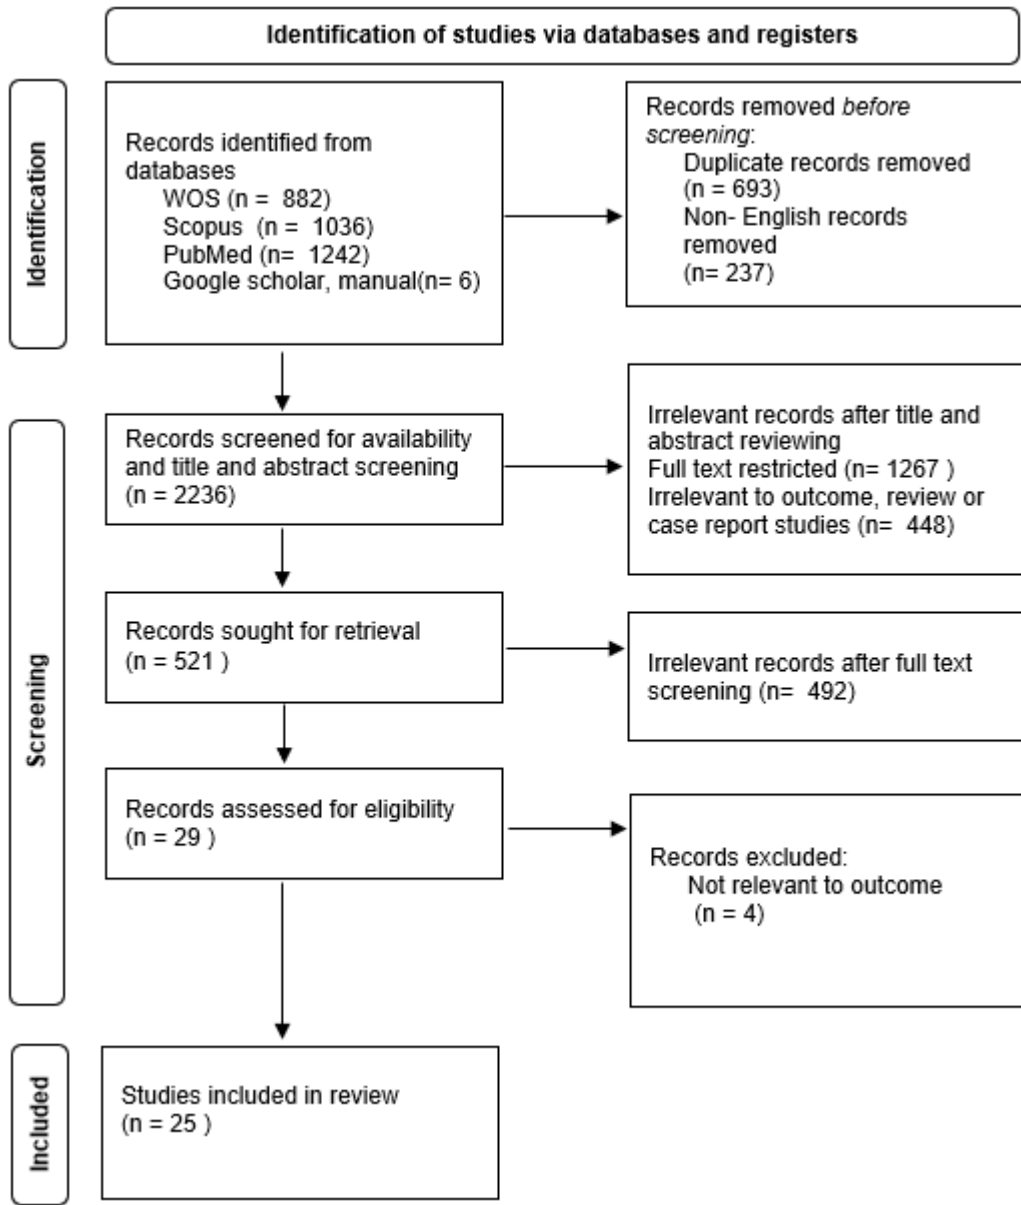 Identification of studies via databases and registers
Identification
Records identified from
databases
WOS (n =  882)
Scopus  (n =  1036)
PubMed (n=  1242)
Google scholar, manual(n= 6)
Records removed before
screening:
Duplicate records removed
(n = 693)
Non- English records
removed
(n= 237)
Screening
Records screened for availability
and title and abstract screening
(n = 2236)
Irrelevant records after title and
abstract reviewing
Full text restricted (n= 1267 )
Irrelevant to outcome, review or
case report studies (n=  448)
Records sought for retrieval
(n = 521 )
Irrelevant records after full text
screening (n=  492)
Records assessed for eligibility
(n = 29 )
Records excluded:
Not relevant to outcome
(n = 4)
Included
Studies included in review
(n = 25 )